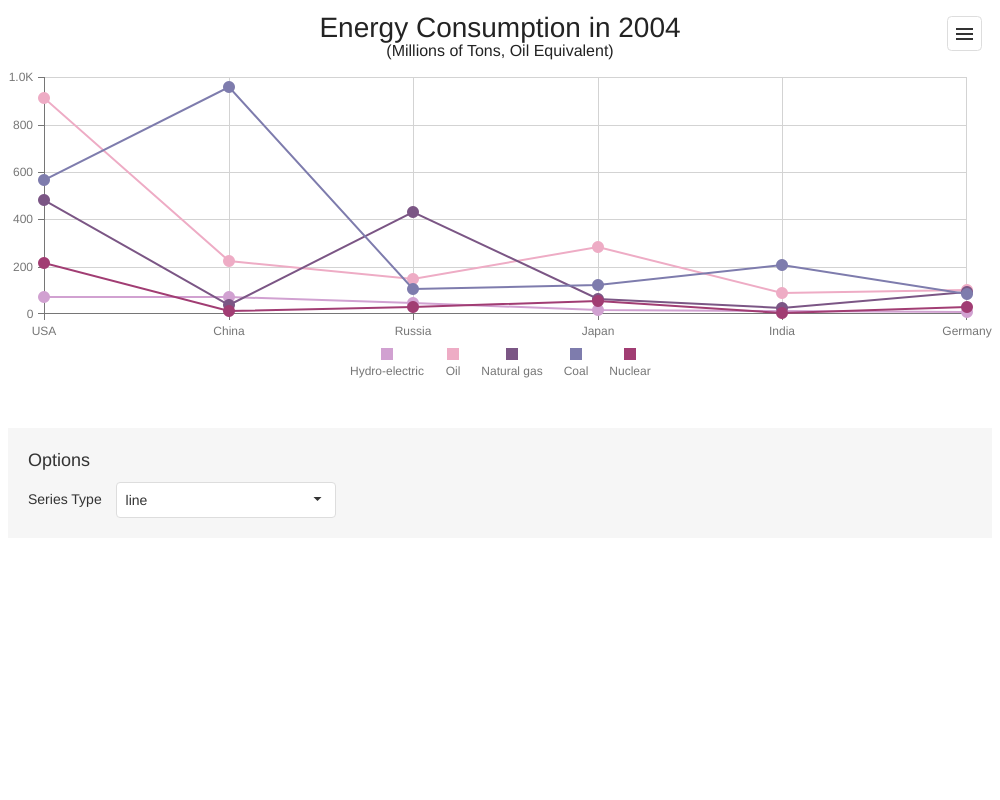 Energy Consumption in 2004
(Millions of Tons, Oil Equivalent)
1.0K
800
600
400
200
0
USA China Russia Japan India Germany
Hydro-electric Oil Natural gas Coal Nuclear
Options
Series Type line